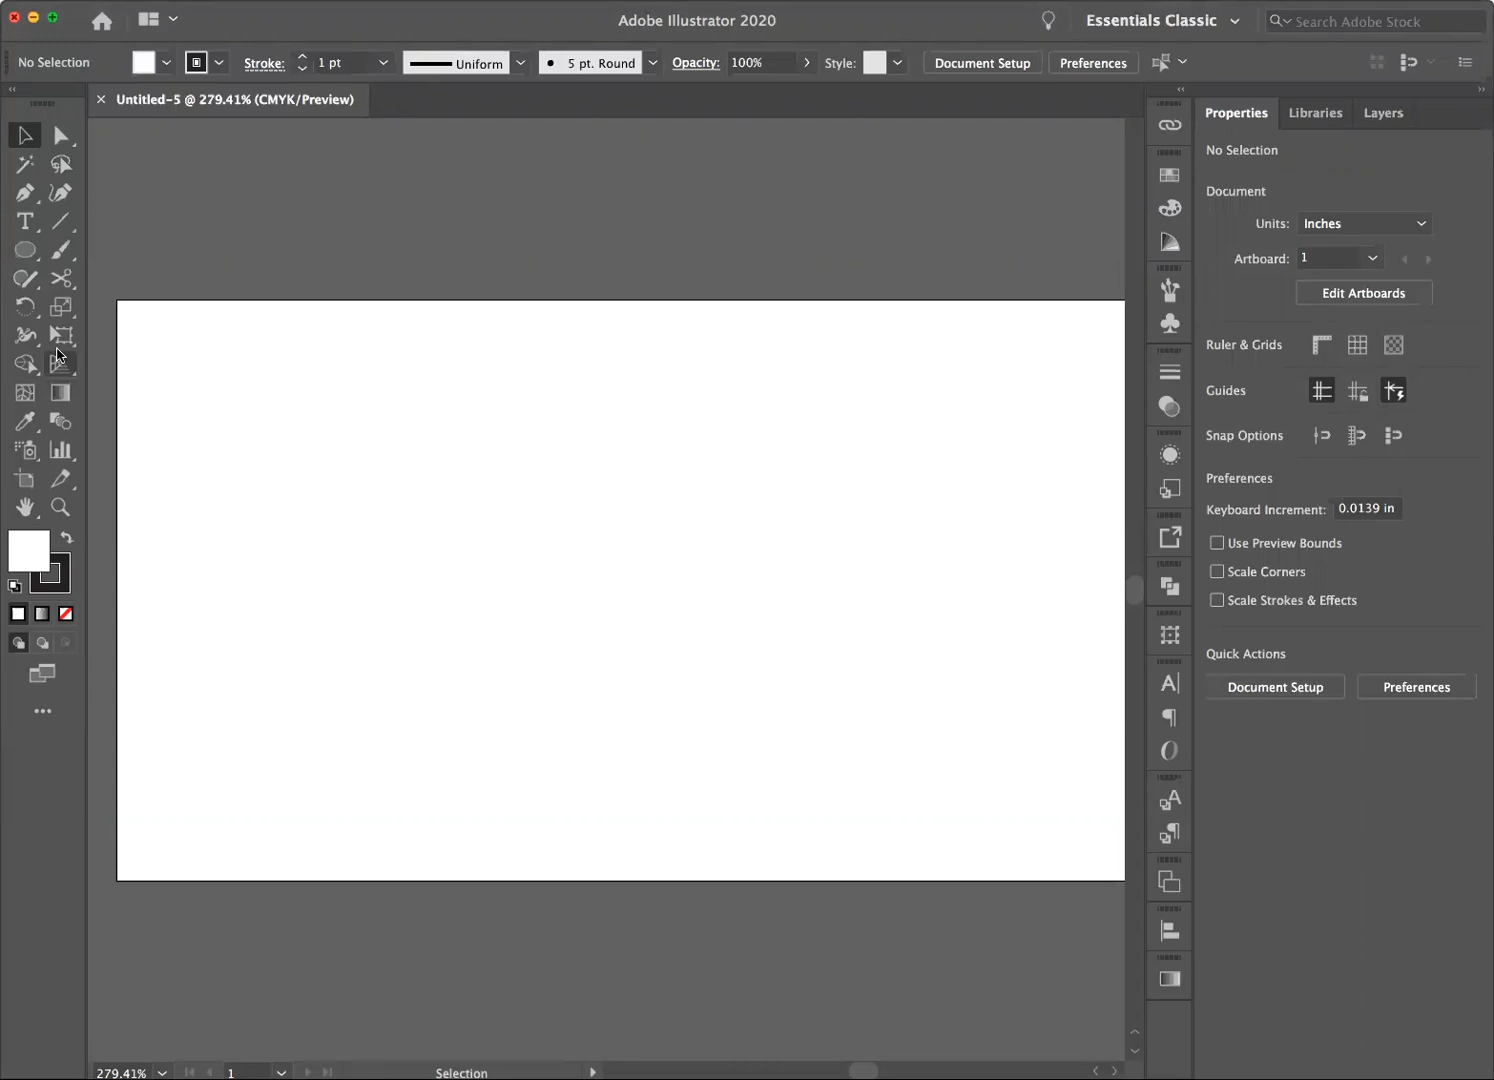 Adobe Illustrator 2020
Essentials Classic
Search Adobe Stock
No Selection
Stroke:
1 pt
Uniform
5 pt. Round
Opacity:
100%
Style:
Document Setup
Preferences
Untitled-5 @ 279.41% (CMYK/Preview)
Properties
Libraries
Layers
No Selection
Document
Units:
Inches
Artboard:
1
Edit Artboards
Ruler & Grids
Guides
Snap Options
Preferences
Keyboard Increment:
0.0139 in
Use Preview Bounds
Scale Corners
Scale Strokes & Effects
Quick Actions
Document Setup
Preferences
279.41%
1
Selection